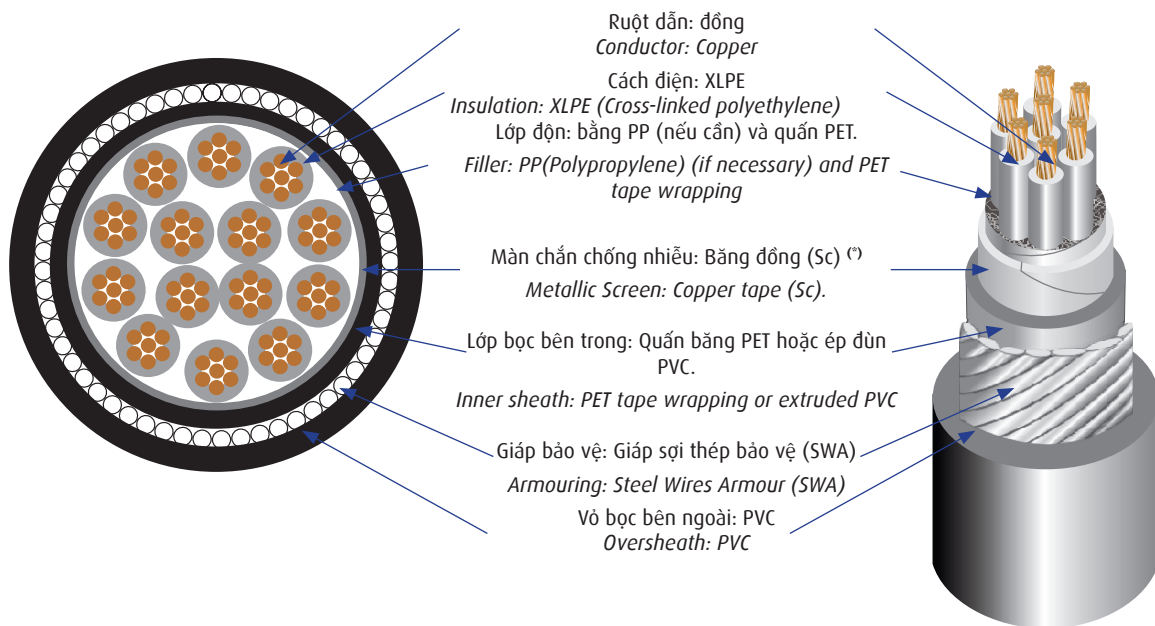 Ruột dẫn: đồng
Conductor: Copper
Cách điện: XLPE
Insulation: XLPE (Cross-linked polyethylene)
Lớp độn: bằng PP (nếu cần) và quấn PET.
Filler: PP(Polypropylene) (if necessary) and PET
tape wrapping
Màn chắn chống nhiễu: Băng đồng (Sc) (*)
Metallic Screen: Copper tape (Sc).
Lớp bọc bên trong: Quấn băng PET hoặc ép đùn
PVC.
Inner sheath: PET tape wrapping or extruded PVC
Giáp bảo vệ: Giáp sợi thép bảo vệ (SWA)
Armouring: Steel Wires Armour (SWA)
Vỏ bọc bên ngoài: PVC
Oversheath: PVC